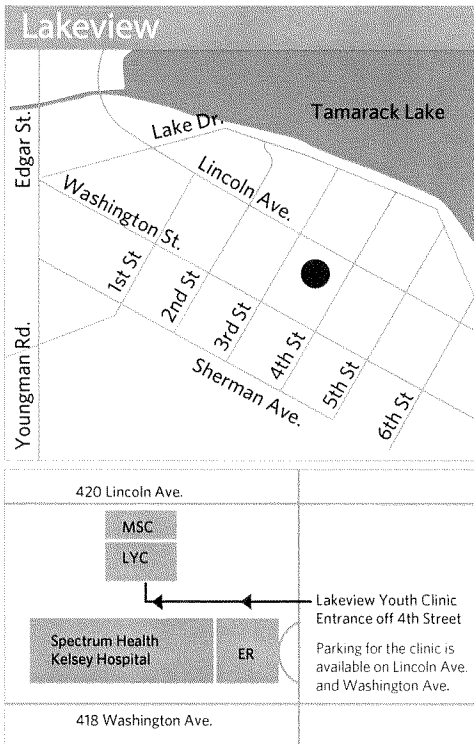 Lakeview
Tamarack Lake
Lake Dr.
Edgar St.
Lincoln Ave.
Washington St.
1st St
2nd St
3rd St
4th St
5th St
6th St
Sherman Ave.
Youngman Rd.
420 Lincoln Ave.
MSC
LYC
Lakeview Youth Clinic
Entrance off 4th Street
Spectrum Health
Kelsey Hospital
ER
Parking for the clinic is
available on Lincoln Ave.
and Washington Ave.
418 Washington Ave.